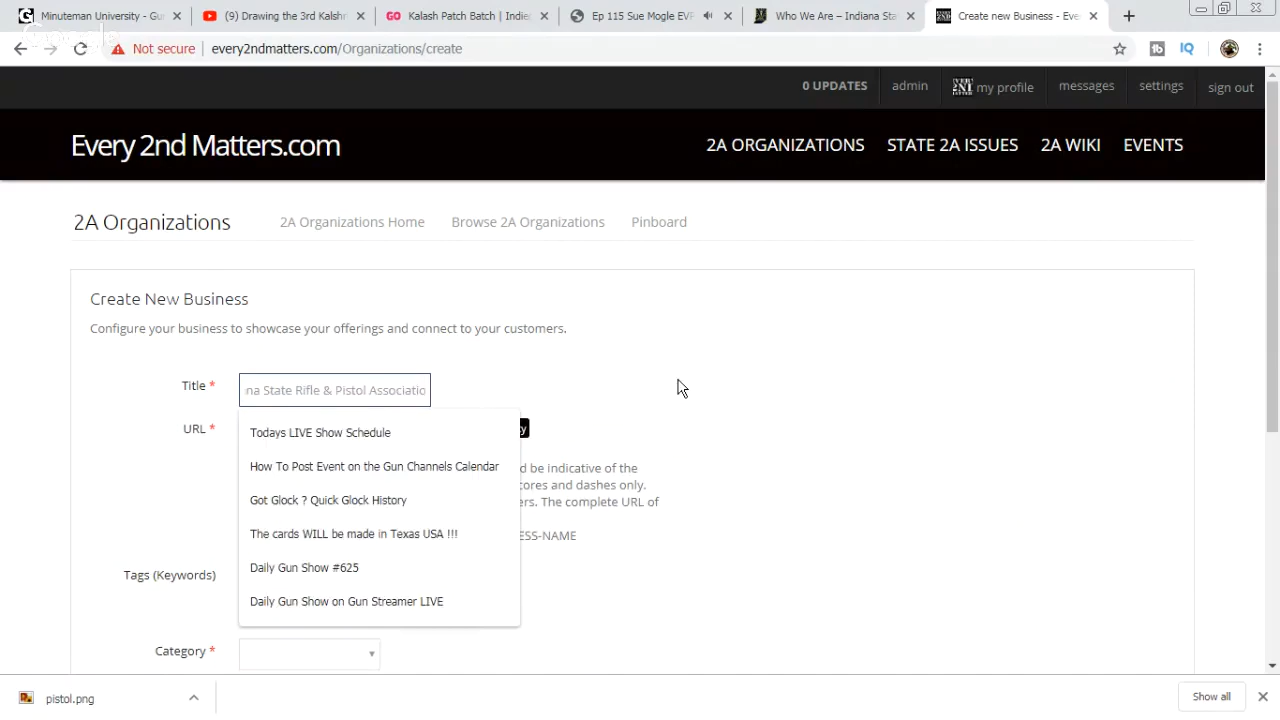 Minuteman University - Gu
(9) Drawing the 3rd Kalshr
GO Kalash Patch Batch | Indie
Ep 115 Sue Mogle EVP
Who We Are – Indiana Sta
Create new Business - Eve
Not secure | every2ndmatters.com/Organizations/create
0 UPDATES admin my profile messages settings sign out
Every 2nd Matters.com
2A ORGANIZATIONS STATE 2A ISSUES 2A WIKI EVENTS
2A Organizations 2A Organizations Home Browse 2A Organizations Pinboard
Create New Business
Configure your business to showcase your offerings and connect to your customers.
Title * na State Rifle & Pistol Associatio
URL * y
Todays LIVE Show Schedule
How To Post Event on the Gun Channels Calendar
d be indicative of the
cores and dashes only.
Got Glock ? Quick Glock History
ers. The complete URL of
The cards WILL be made in Texas USA !!!
ESS-NAME
Daily Gun Show #625
Tags (Keywords)
Daily Gun Show on Gun Streamer LIVE
Category *
pistol.png
Show all